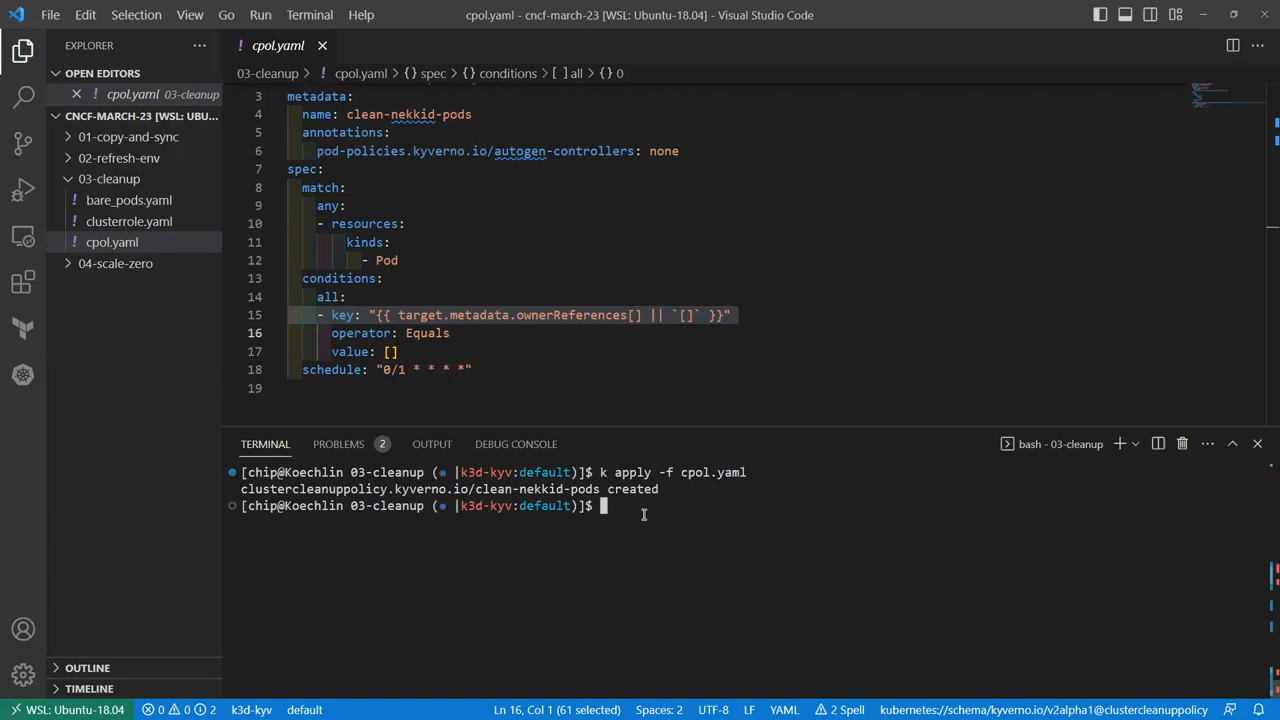 File Edit Selection View Go Run Terminal Help cpol.yaml - cncf-march-23 [WSL: Ubuntu-18.04] - Visual Studio Code
EXPLORER
OPEN EDITORS
cpol.yaml 03-cleanup
CNCF-MARCH-23 [WSL: UBU...
01-copy-and-sync
02-refresh-env
03-cleanup
bare_pods.yaml
clusterrole.yaml
cpol.yaml
04-scale-zero
OUTLINE
TIMELINE
! cpol.yaml
03-cleanup > ! cpol.yaml > {} spec > {} conditions > [ ] all > {} 0
3 metadata:
4 name: clean-nekkid-pods
5 annotations:
6 pod-policies.kyverno.io/autogen-controllers: none
7 spec:
8 match:
9 any:
10 - resources:
11 kinds:
12 - Pod
13 conditions:
14 all:
15 - key: "{{ target.metadata.ownerReferences[] || `[]` }}"
16 operator: Equals
17 value: []
18 schedule: "0/1 * * * *"
19
TERMINAL PROBLEMS 2 OUTPUT DEBUG CONSOLE bash - 03-cleanup
[chip@Koechlin 03-cleanup (⎈ |k3d-kyv:default)]$ k apply -f cpol.yaml
clustercleanuppolicy.kyverno.io/clean-nekkid-pods created
[chip@Koechlin 03-cleanup (⎈ |k3d-kyv:default)]$
WSL: Ubuntu-18.04 0 0 2 k3d-kyv default Ln 16, Col 1 (61 selected) Spaces: 2 UTF-8 LF YAML 2 Spell kubernetes://schema/kyverno.io/v2alpha1@clustercleanuppolicy